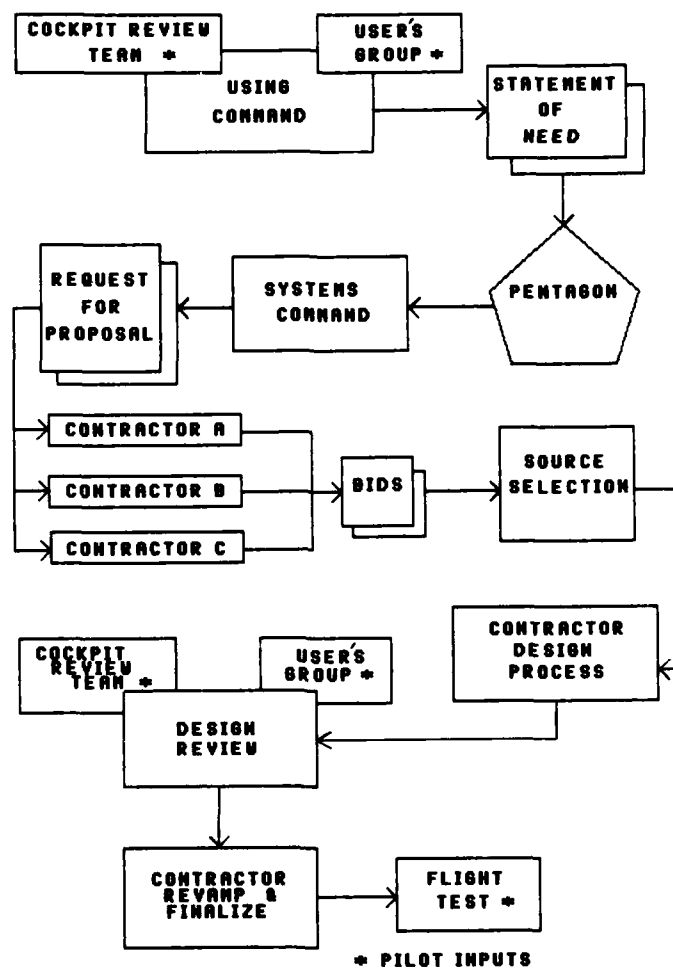 COCKPIT REVIEW
TEAM *
USER'S
GROUP *
USING
COMMAND
STATEMENT
OF
NEED
PENTAGON
SYSTEMS
COMMAND
REQUEST
FOR
PROPOSAL
CONTRACTOR A
CONTRACTOR B
CONTRACTOR C
BIDS
SOURCE
SELECTION
CONTRACTOR
DESIGN
PROCESS
COCKPIT
REVIEW
TEAM *
USER'S
GROUP *
DESIGN
REVIEW
CONTRACTOR
REVAMP &
FINALIZE
FLIGHT
TEST *
* PILOT INPUTS